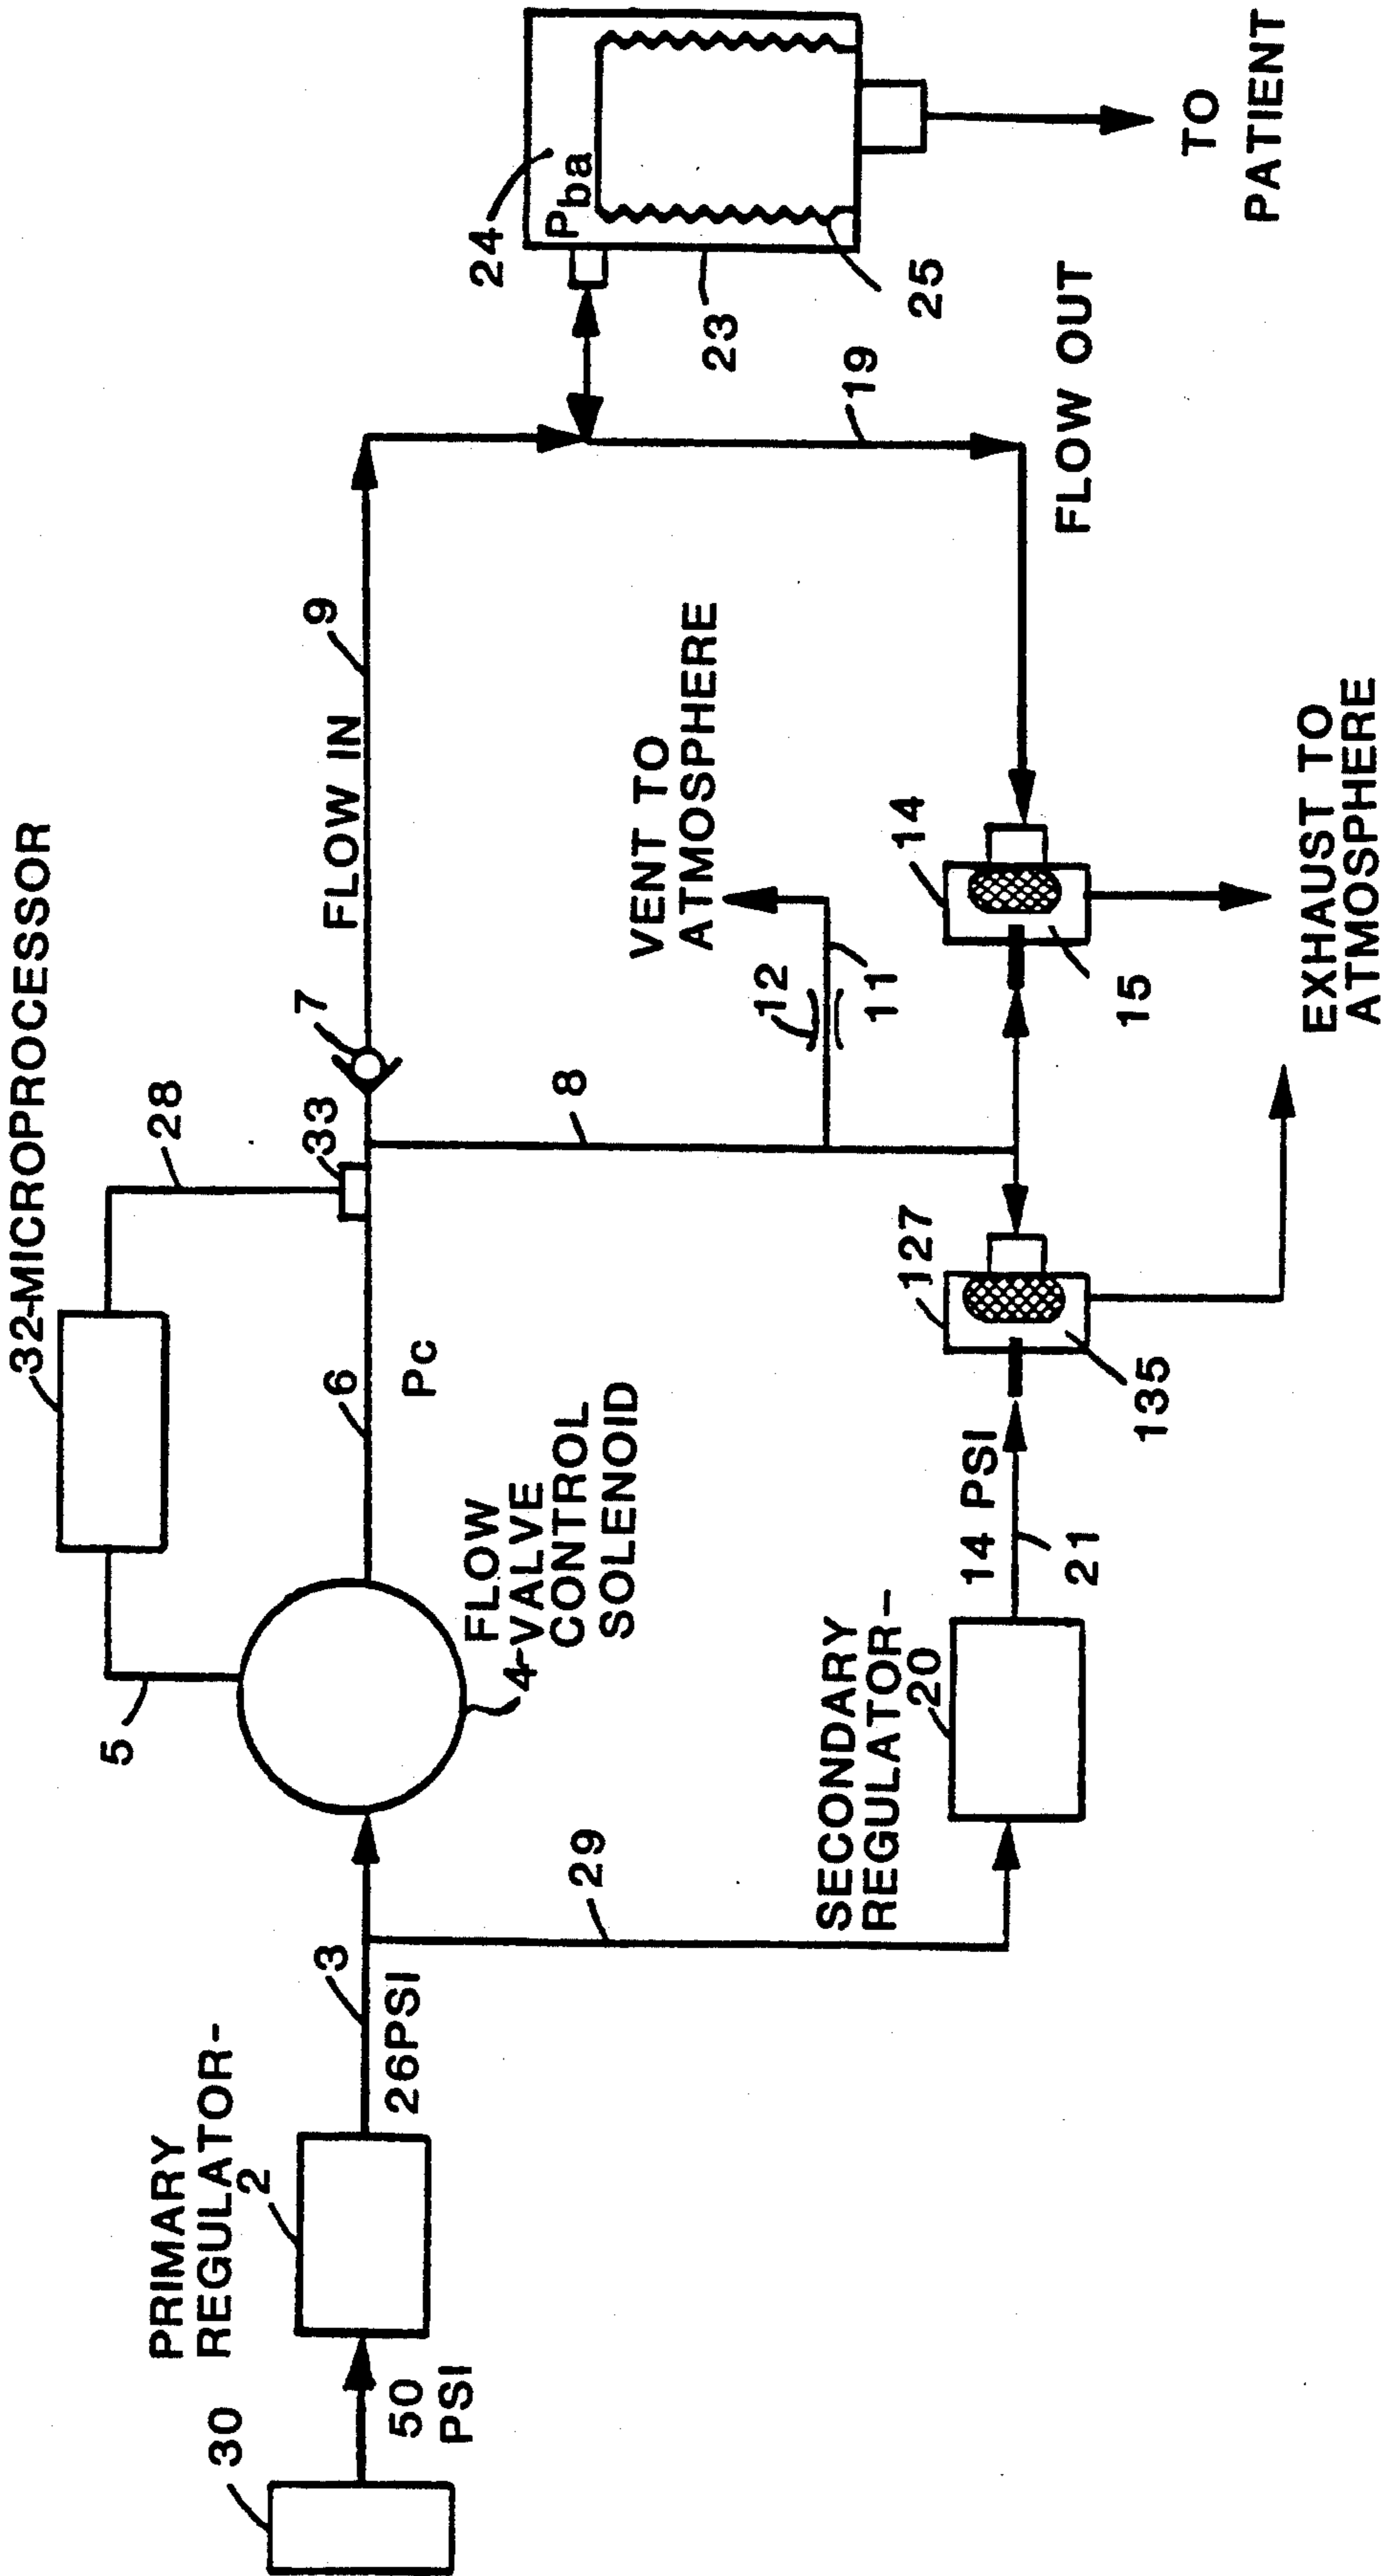 32-MICROPROCESSOR
28
5
33
7
FLOW IN
9
24
Pba
23
25
TO
PATIENT
30
50
PSI
PRIMARY
REGULATOR-
2
3
26PSI
4
FLOW
VALVE
CONTROL
SOLENOID
6
Pc
29
8
12
11
VENT TO
ATMOSPHERE
19
FLOW OUT
SECONDARY
REGULATOR-
20
14 PSI
21
127
135
14
15
EXHAUST TO
ATMOSPHERE